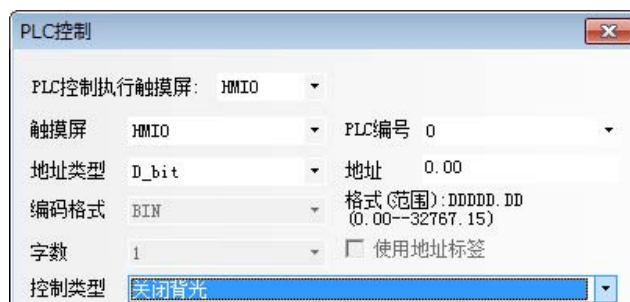 PLC控制
PLC控制执行触摸屏: HMI0
触摸屏 HMI0 PLC编号 0
地址类型 D_bit 地址 0.00
编码格式 BIN 格式(范围):DDDDD.DD
(0.00--32767.15)
字数 1 使用地址标签
控制类型 关闭背光